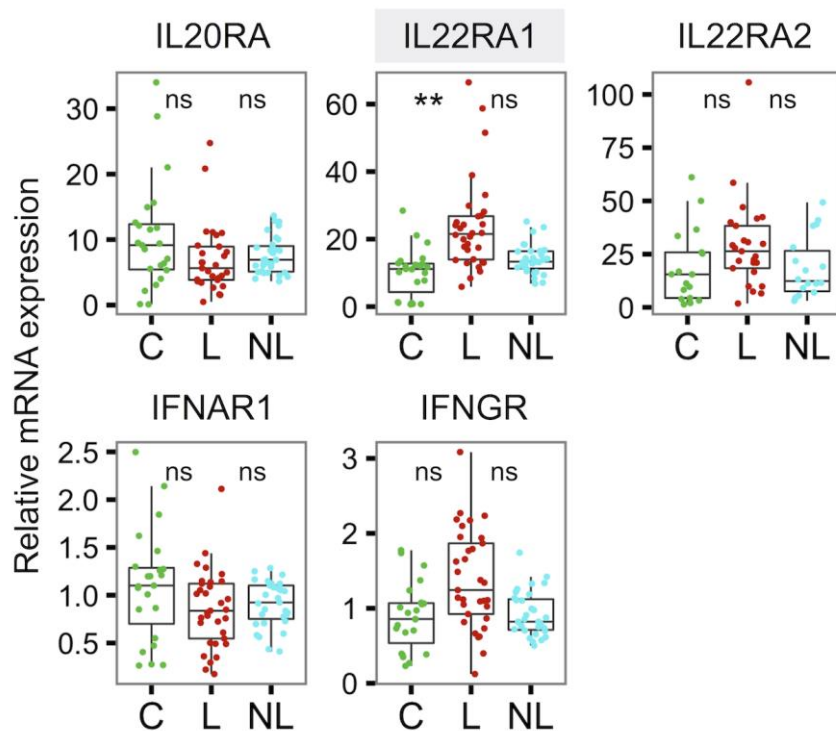 IL20RA
IL22RA1
IL22RA2
Relative mRNA expression
30
20
10
0
ns
ns
C
L
NL
60
40
20
0
**
ns
C
L
NL
100
75
50
25
0
ns
ns
C
L
NL
IFNAR1
IFNGR
2.5
2.0
1.5
1.0
0.5
ns
ns
C
L
NL
3
2
1
0
ns
ns
C
L
NL